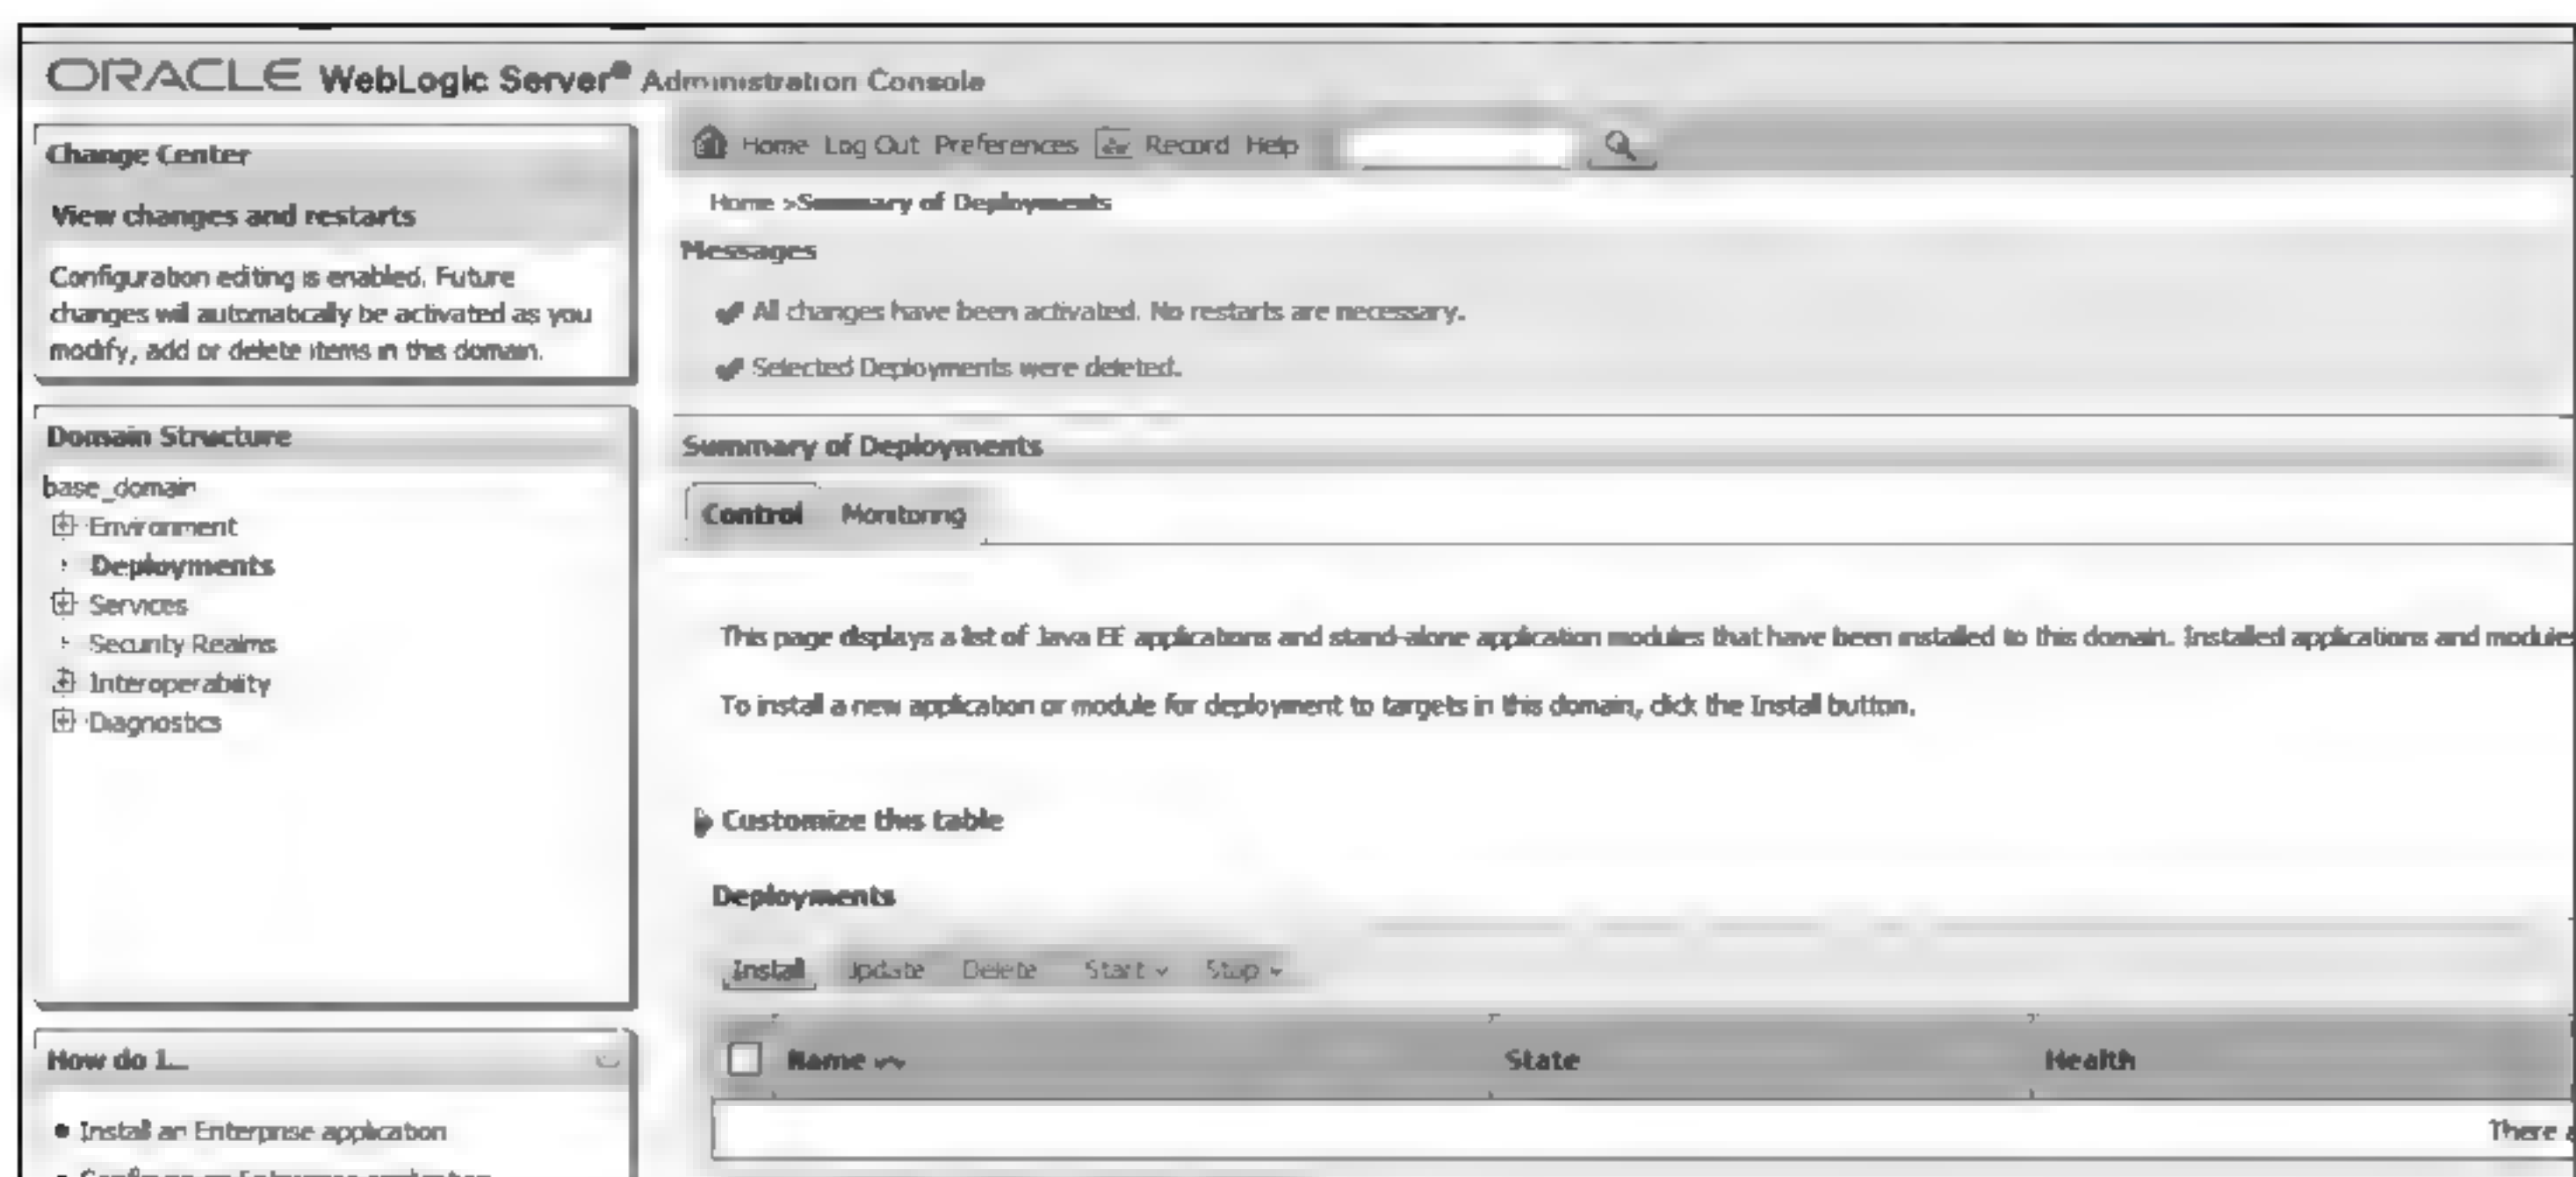 ORACLE WebLogic Server® Administration Console
Change Center
View changes and restarts
Configuration editing is enabled. Future
changes will automatically be activated as you
modify, add or delete items in this domain.
Domain Structure
base_domain
Environment
Deployments
Services
Security Realms
Interoperability
Diagnostics
How do I...
Install an Enterprise application
Configure an Enterprise application
Home Log Out Preferences Record Help
Home >Summary of Deployments
Messages
All changes have been activated. No restarts are necessary.
Selected Deployments were deleted.
Summary of Deployments
Control Monitoring
This page displays a list of Java EE applications and stand-alone application modules that have been installed to this domain. Installed applications and module
To install a new application or module for deployment to targets in this domain, click the Install button.
Customize this table
Deployments
Install Update Delete Start Stop
Name State Health
There